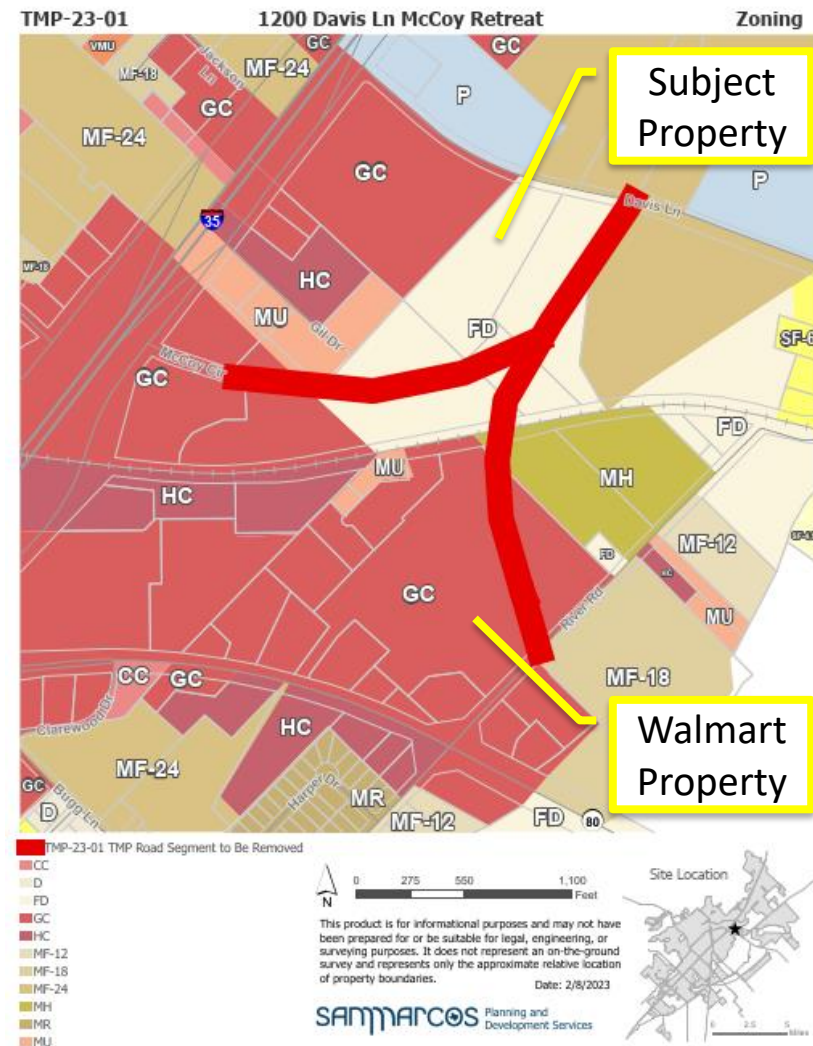 TMP-23-01 1200 Davis Ln McCoy Retreat Zoning
VMU
MF-18
Jackson Ln
MF-24
GC
GC
P
Subject
Property
MF-24
GC
GC
P
35
Davis Ln
MF-18
HC
MU
Gil Dr
FD
SF-6
McCoy Cir
GC
FD
MU
MH
HC
MF-12
FD
HC
GC
River Rd
MU
CC
GC
MF-18
Clarewood Dr
HC
Walmart
Property
MF-24
GC
D
Bugg Ln
Harper Dr
MR
MF-12
FD
80
TMP-23-01 TMP Road Segment to Be Removed
CC
D
FD
GC
HC
MF-12
MF-18
MF-24
MH
MR
MU
N
0 275 550 1,100
Feet
This product is for informational purposes and may not have
been prepared for or be suitable for legal, engineering, or
surveying purposes. It does not represent an on-the-ground
survey and represents only the approximate relative location
of property boundaries.
Date: 2/8/2023
SANMARCOS Planning and
Development Services
Site Location
0 2.5 5
Miles